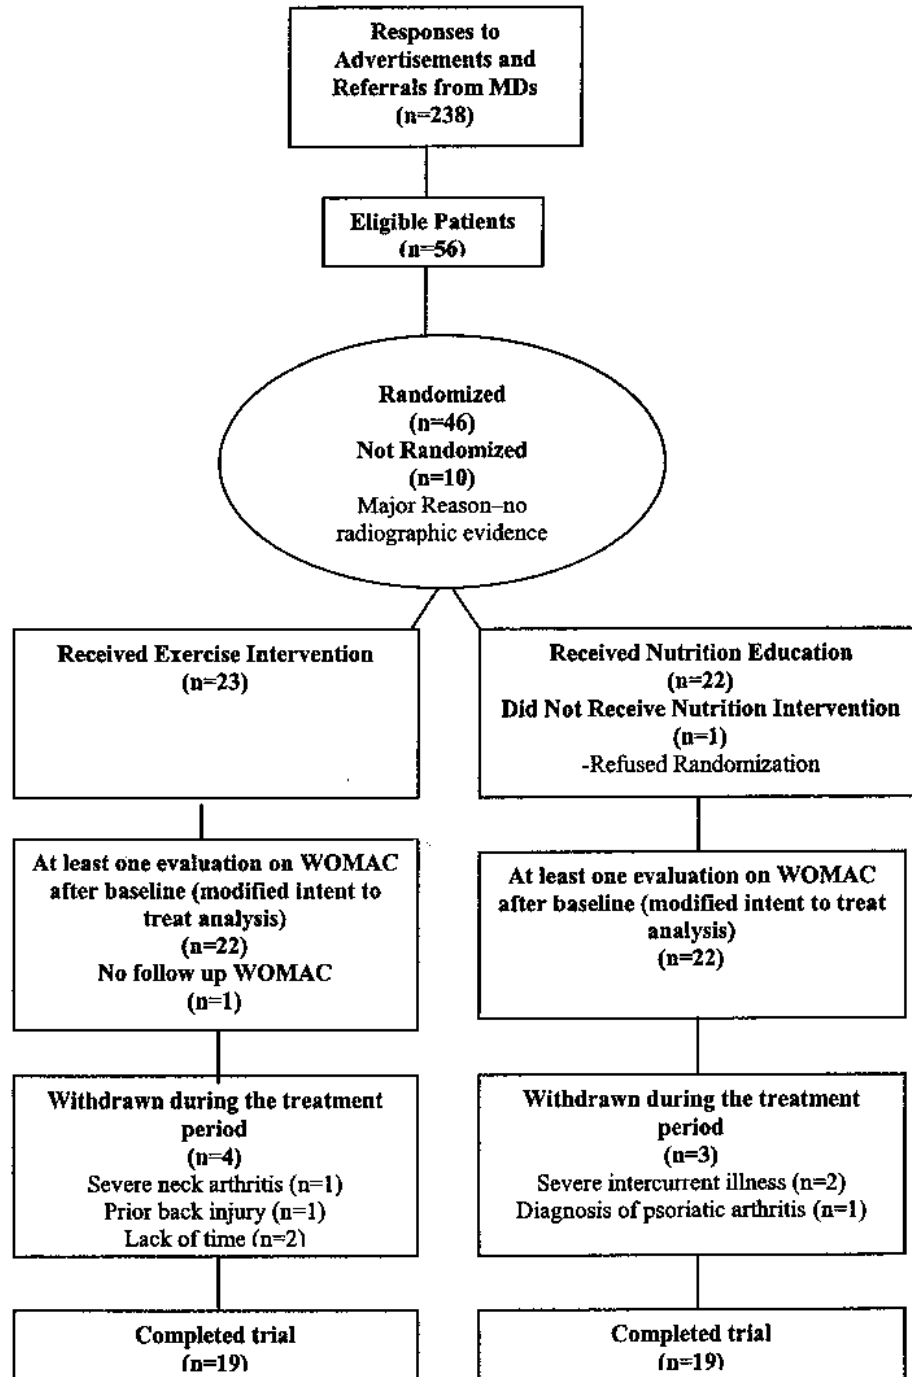 Responses to
Advertisements and
Referrals from MDs
(n=238)
Eligible Patients
(n=56)
Randomized
(n=46)
Not Randomized
(n=10)
Major Reason–no
radiographic evidence
Received Exercise Intervention
(n=23)
Received Nutrition Education
(n=22)
Did Not Receive Nutrition Intervention
(n=1)
-Refused Randomization
At least one evaluation on WOMAC
after baseline (modified intent to
treat analysis)
(n=22)
No follow up WOMAC
(n=1)
At least one evaluation on WOMAC
after baseline (modified intent to treat
analysis)
(n=22)
Withdrawn during the treatment
period
(n=4)
Severe neck arthritis (n=1)
Prior back injury (n=1)
Lack of time (n=2)
Withdrawn during the treatment
period
(n=3)
Severe intercurrent illness (n=2)
Diagnosis of psoriatic arthritis (n=1)
Completed trial
(n=19)
Completed trial
(n=19)